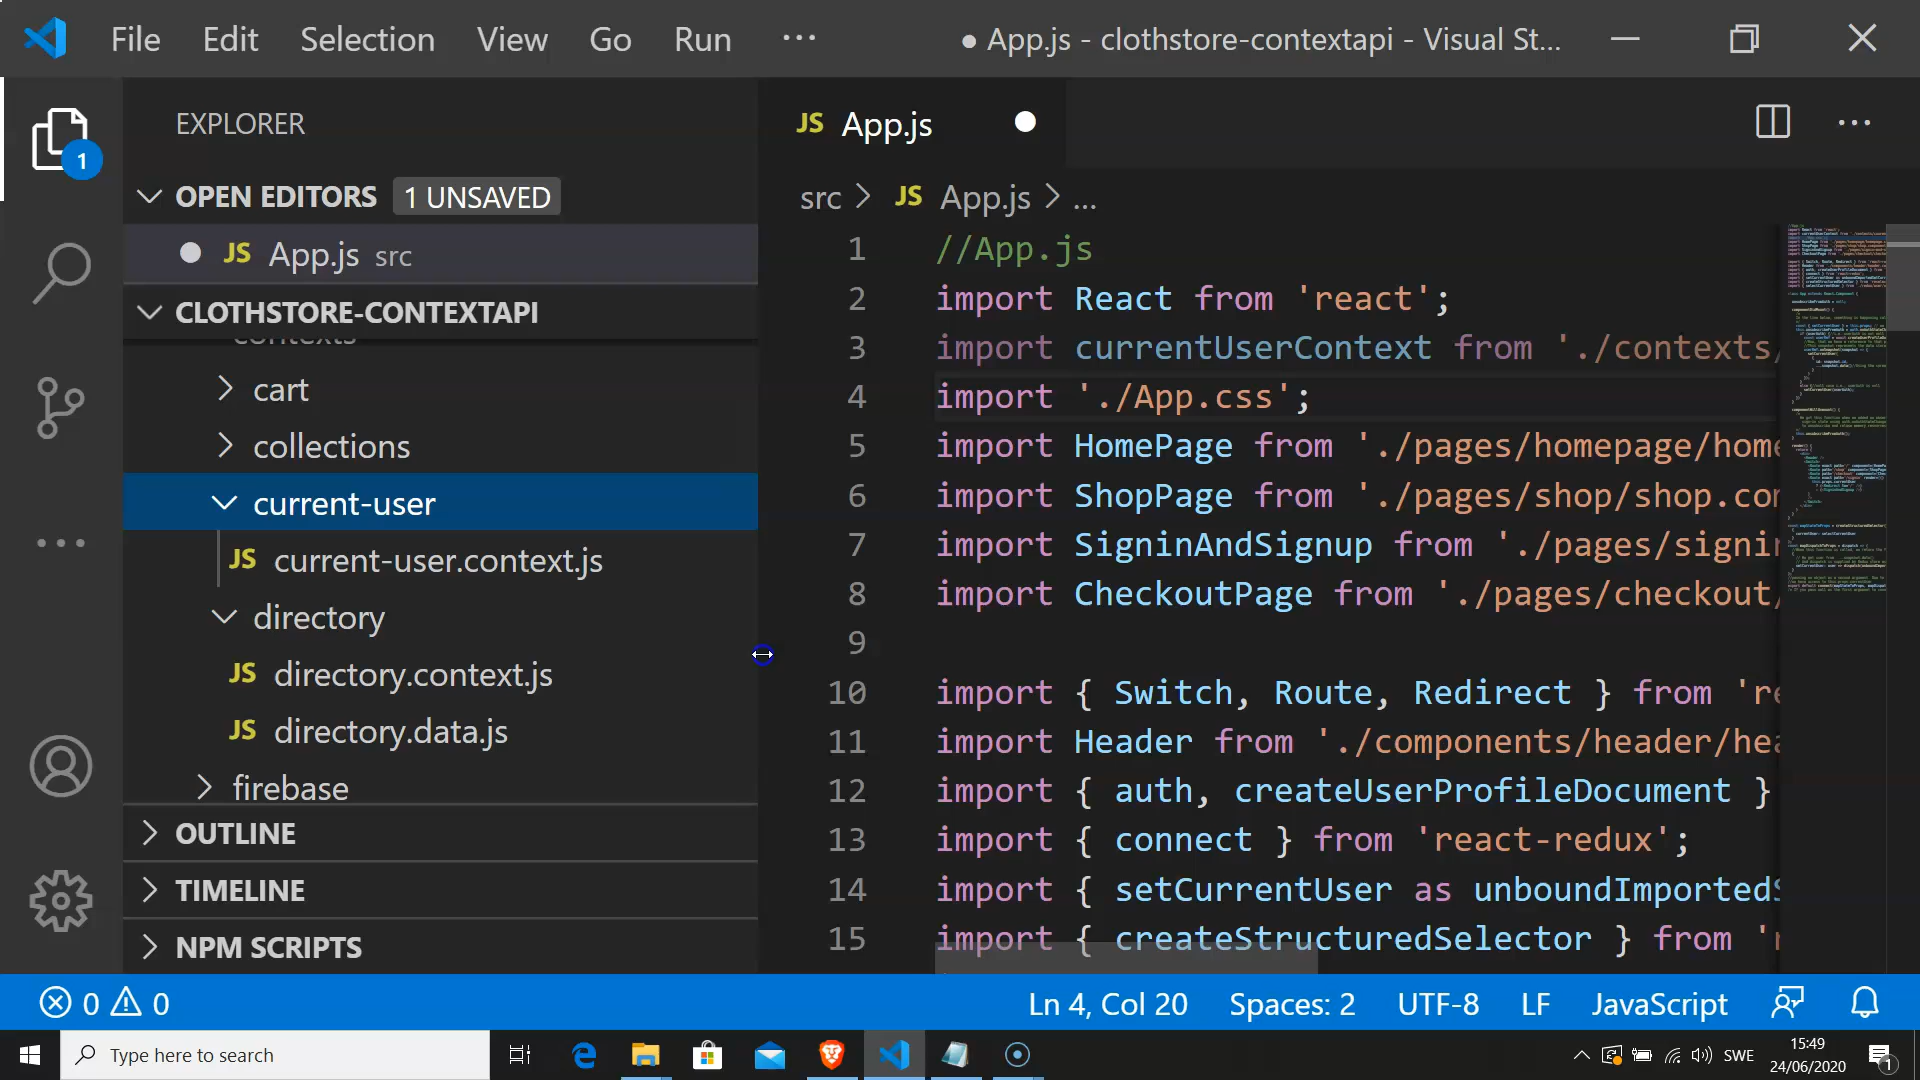 File Edit Selection View Go Run ···
● App.js - clothstore-contextapi - Visual St...
EXPLORER
1
OPEN EDITORS 1 UNSAVED
JS App.js src
CLOTHSTORE-CONTEXTAPI
contexts
cart
collections
current-user
JS current-user.context.js
directory
JS directory.context.js
JS directory.data.js
firebase
OUTLINE
TIMELINE
NPM SCRIPTS
JS App.js
src > JS App.js > ...
1 //App.js
2 import React from 'react';
3 import currentUserContext from './contexts/
4 import './App.css';
5 import HomePage from './pages/homepage/home
6 import ShopPage from './pages/shop/shop.co
7 import SigninAndSignup from './pages/signi
8 import CheckoutPage from './pages/checkout/
9
10 import { Switch, Route, Redirect } from 're
11 import Header from './components/header/hea
12 import { auth, createUserProfileDocument }
13 import { connect } from 'react-redux';
14 import { setCurrentUser as unboundImportedS
15 import { createStructuredSelector } from 'r
0 0
Ln 4, Col 20 Spaces: 2 UTF-8 LF JavaScript
Type here to search
SWE
15:49
24/06/2020
1